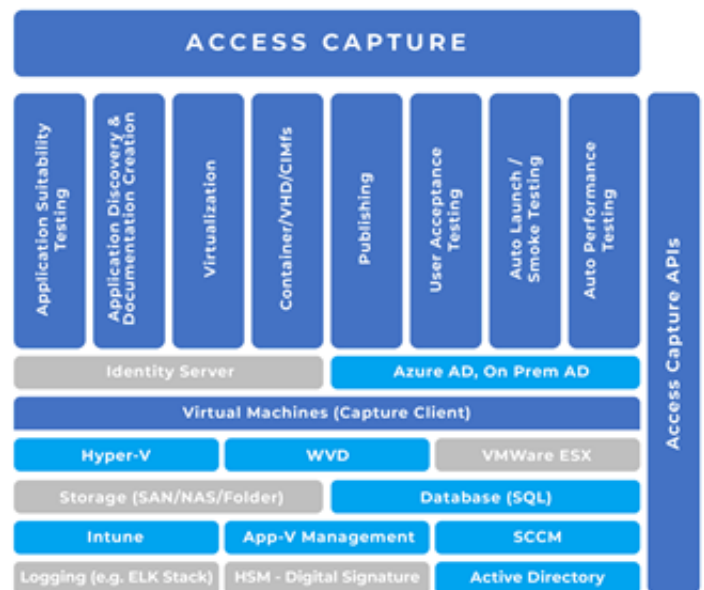 ACCESS CAPTURE
Application Suitability
Testing
Application Discovery &
Documentation Creation
Virtualization
Container/VHD/CIMfs
Publishing
User Acceptance
Testing
Auto Launch /
Smoke Testing
Auto Performance
Testing
Access Capture APIs
Identity Server
Azure AD, On Prem AD
Virtual Machines (Capture Client)
Hyper-V
WVD
VMWare ESX
Storage (SAN/NAS/Folder)
Database (SQL)
Intune
App-V Management
SCCM
Logging (e.g. ELK Stack)
HSM - Digital Signature
Active Directory